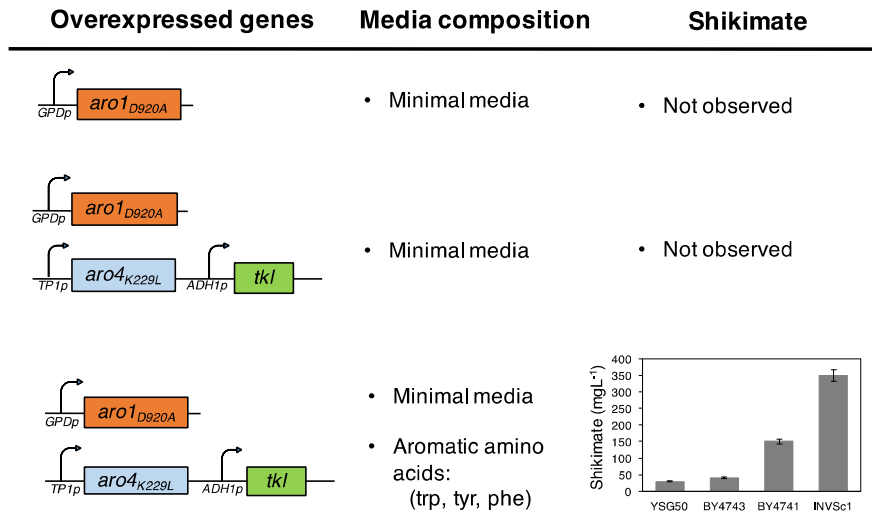 Overexpressed genes Media composition Shikimate
GPDp aro1D920A
• Minimal media
• Not observed
GPDp aro1D920A
TP1p aro4K229L ADH1p tkl
• Minimal media
• Not observed
GPDp aro1D920A
TP1p aro4K229L ADH1p tkl
• Minimal media
• Aromatic amino
acids:
(trp, tyr, phe)
Shikimate (mgL-1)
400
350
300
250
200
150
100
50
0
YSG50 BY4743 BY4741 INVSc1